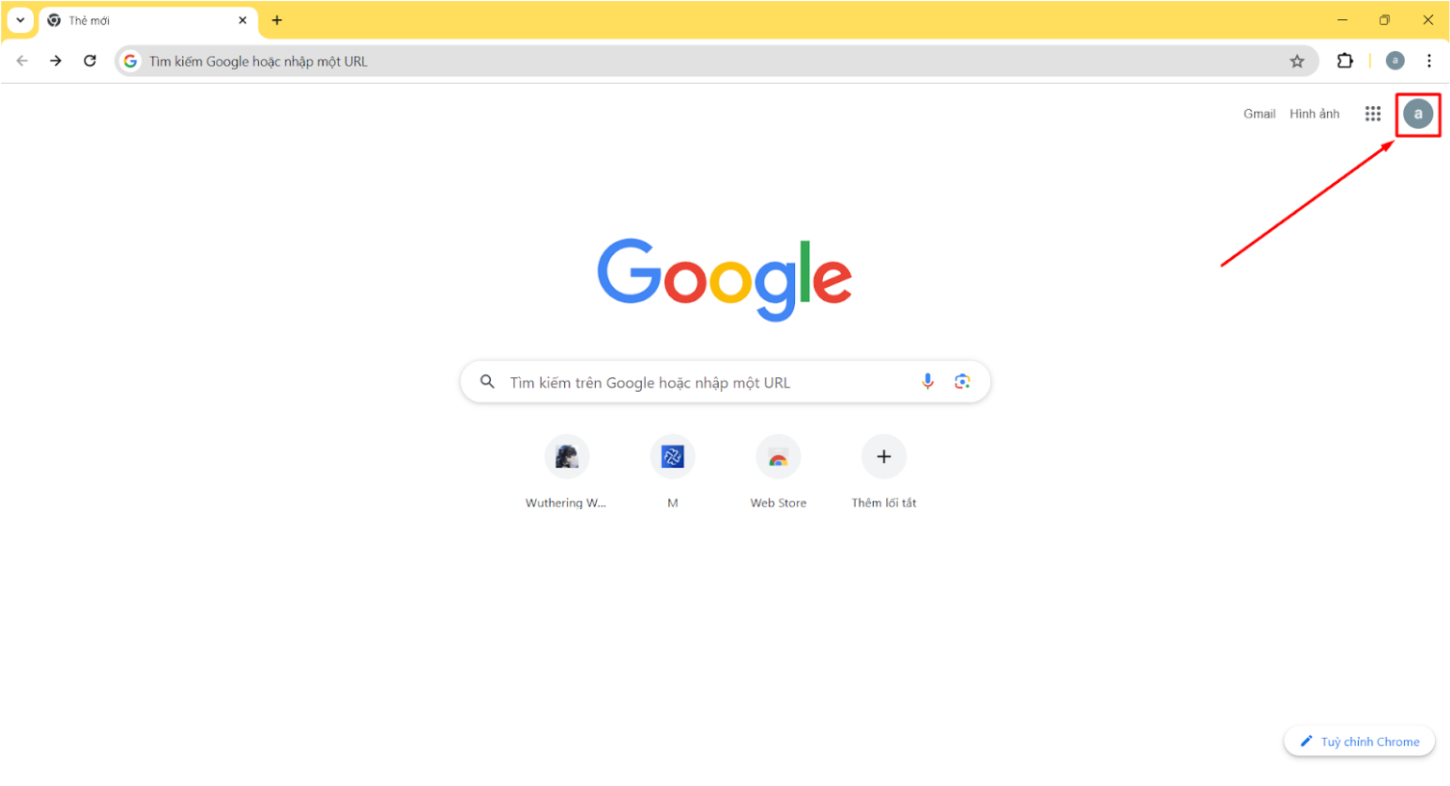 Thẻ mới
Tìm kiếm Google hoặc nhập một URL
a
Gmail Hình ảnh
a
Google
Tìm kiếm trên Google hoặc nhập một URL
Wuthering W... M Web Store Thêm lối tắt
Tuỳ chỉnh Chrome